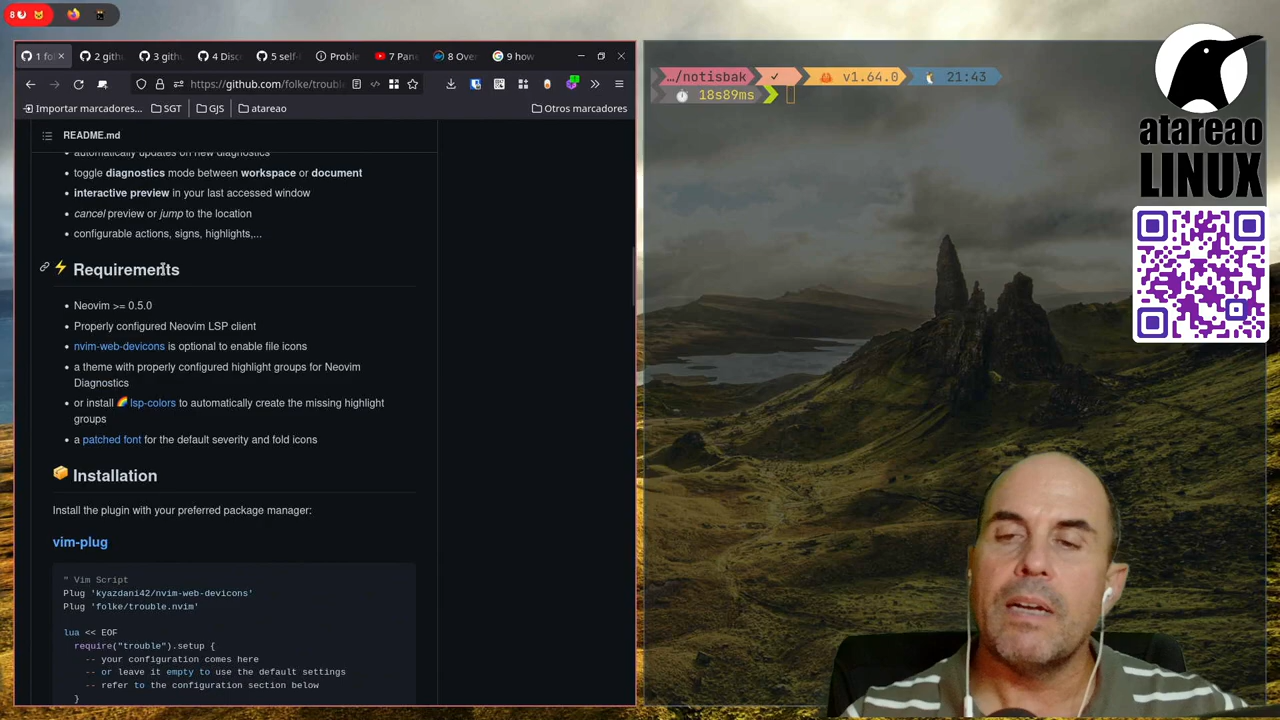 8
1 fo
2 gith
3 gith
4 Disc
5 self-
Proble
7 Pane
8 Over
9 how
https://github.com/folke/trouble
Importar marcadores...
SGT
GJS
atareao
Otros marcadores
README.md
automatically updates on new diagnostics
toggle diagnostics mode between workspace or document
interactive preview in your last accessed window
cancel preview or jump to the location
configurable actions, signs, highlights,...
Requirements
Neovim >= 0.5.0
Properly configured Neovim LSP client
nvim-web-devicons is optional to enable file icons
a theme with properly configured highlight groups for Neovim
Diagnostics
or install lsp-colors to automatically create the missing highlight
groups
a patched font for the default severity and fold icons
Installation
Install the plugin with your preferred package manager:
vim-plug
" Vim Script
Plug 'kyazdani42/nvim-web-devicons'
Plug 'folke/trouble.nvim'
lua << EOF
require("trouble").setup {
-- your configuration comes here
-- or leave it empty to use the default settings
-- refer to the configuration section below
}
…/notisbak ✓ v1.64.0 21:43
18s89ms
atareao
LINUX